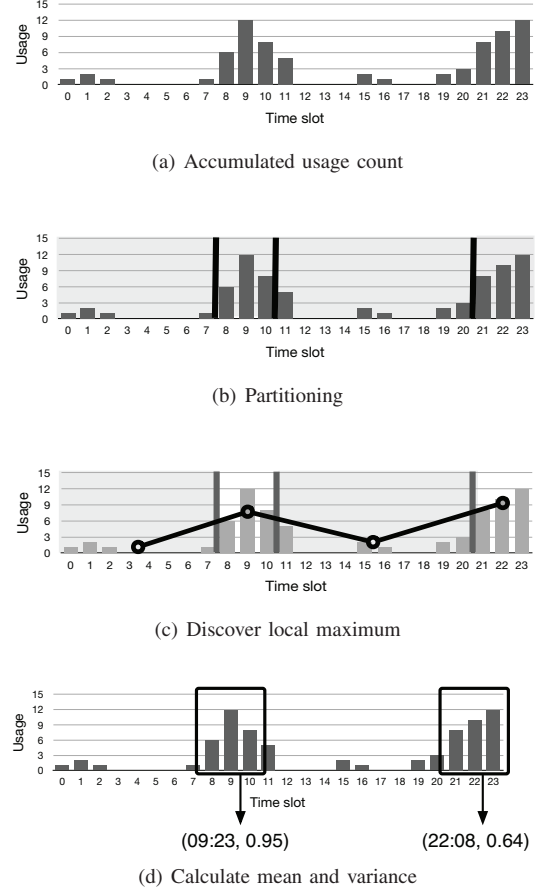 15
12
9
6
3
0
Usage
0 1 2 3 4 5 6 7 8 9 10 11 12 13 14 15 16 17 18 19 20 21 22 23
Time slot
(a) Accumulated usage count
15
12
9
6
3
0
Usage
0 1 2 3 4 5 6 7 8 9 10 11 12 13 14 15 16 17 18 19 20 21 22 23
Time slot
(b) Partitioning
15
12
9
6
3
0
Usage
0 1 2 3 4 5 6 7 8 9 10 11 12 13 14 15 16 17 18 19 20 21 22 23
Time slot
(c) Discover local maximum
15
12
9
6
3
0
Usage
0 1 2 3 4 5 6 7 8 9 10 11 12 13 14 15 16 17 18 19 20 21 22 23
Time slot
(09:23, 0.95) (22:08, 0.64)
(d) Calculate mean and variance